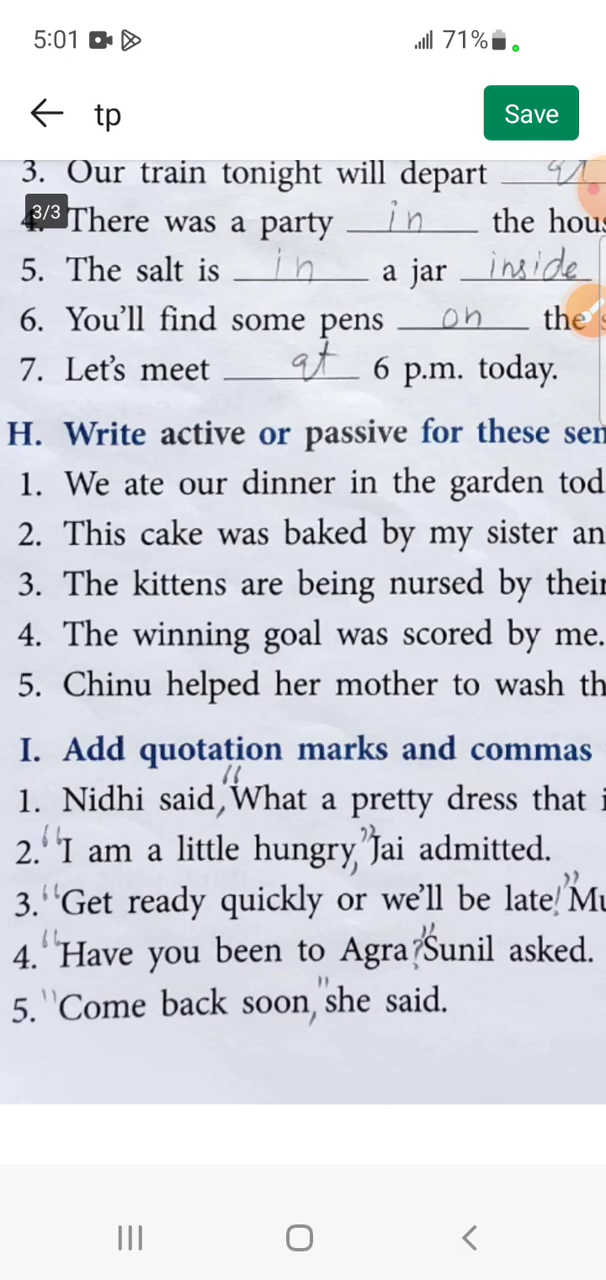 5:01 71%
tp Save
3. Our train tonight will depart
3/3 There was a party in the hous
5. The salt is in a jar inside
6. You'll find some pens on the
7. Let's meet at 6 p.m. today.
H. Write active or passive for these sen
1. We ate our dinner in the garden tod
2. This cake was baked by my sister an
3. The kittens are being nursed by their
4. The winning goal was scored by me.
5. Chinu helped her mother to wash th
I. Add quotation marks and commas
1. Nidhi said, "What a pretty dress that i
2. "I am a little hungry," Jai admitted.
3. "Get ready quickly or we'll be late!" Mu
4. "Have you been to Agra?" Sunil asked.
5. "Come back soon," she said.